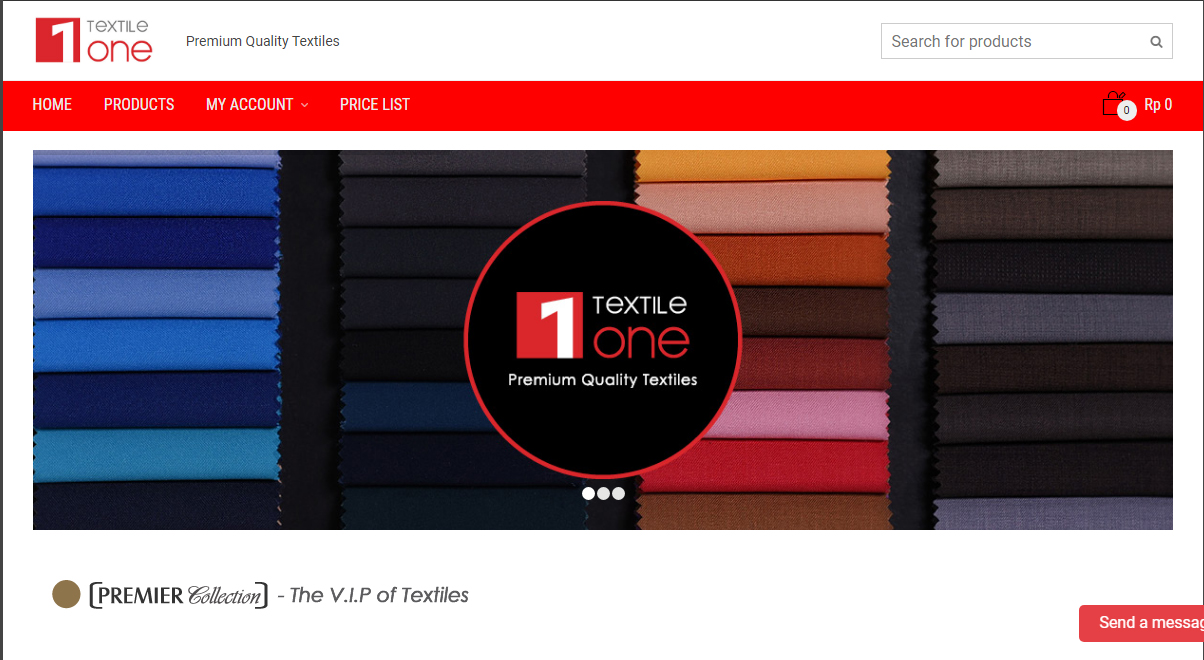 1 TEXTILE
one
Premium Quality Textiles
Search for products
HOME PRODUCTS MY ACCOUNT PRICE LIST
0 Rp 0
1 TEXTILE
one
Premium Quality Textiles
[PREMIER Collection] - The V.I.P of Textiles
Send a messag